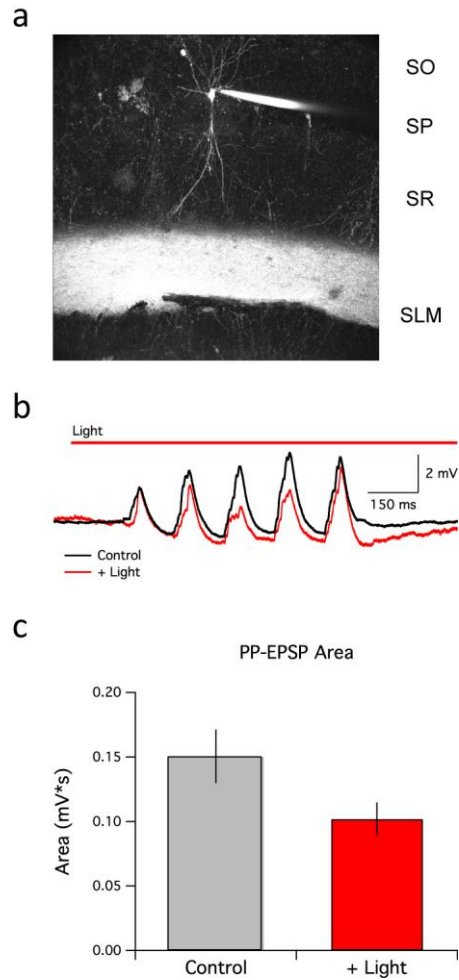 a
SO
SP
SR
SLM
b
Light
2 mV
150 ms
Control
+ Light
c
PP-EPSP Area
0.20
0.15
0.10
0.05
0.00
Area (mV*s)
Control
+ Light